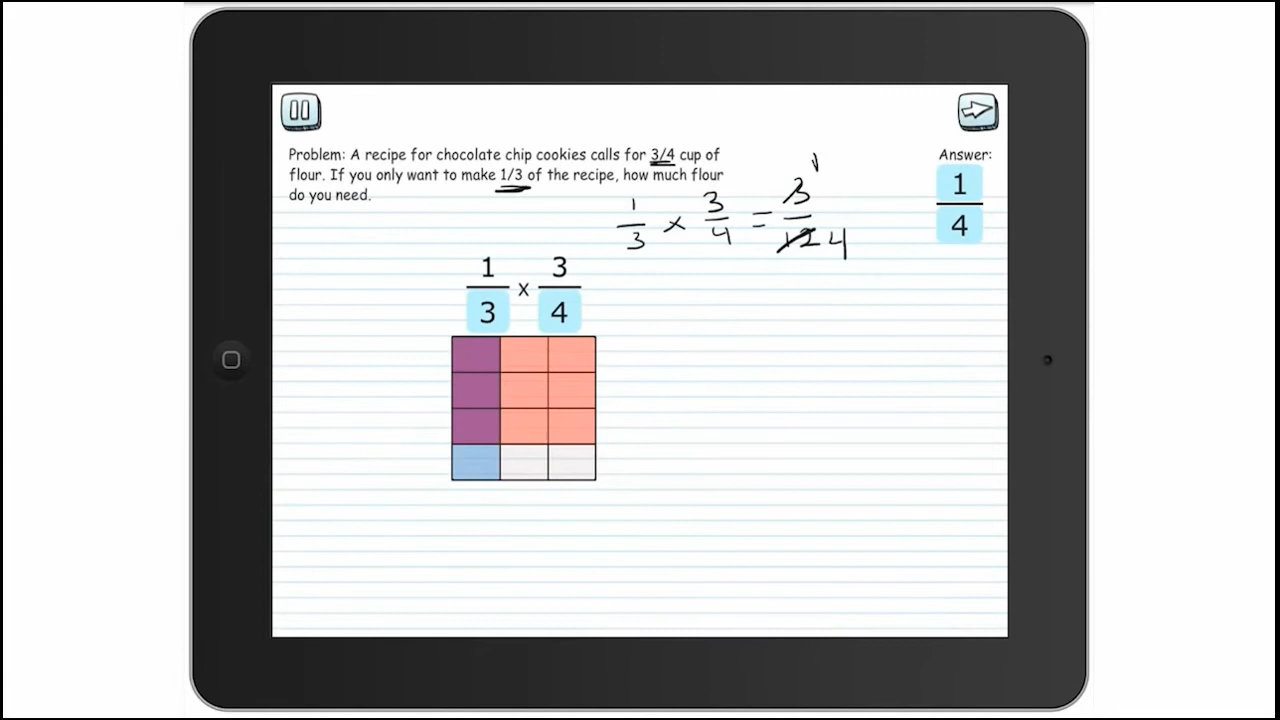 Problem: A recipe for chocolate chip cookies calls for 3/4 cup of
flour. If you only want to make 1/3 of the recipe, how much flour
do you need.
Answer:
1
4
1/3 x 3/4 = 3/12 1 4
1 3
x
3 4